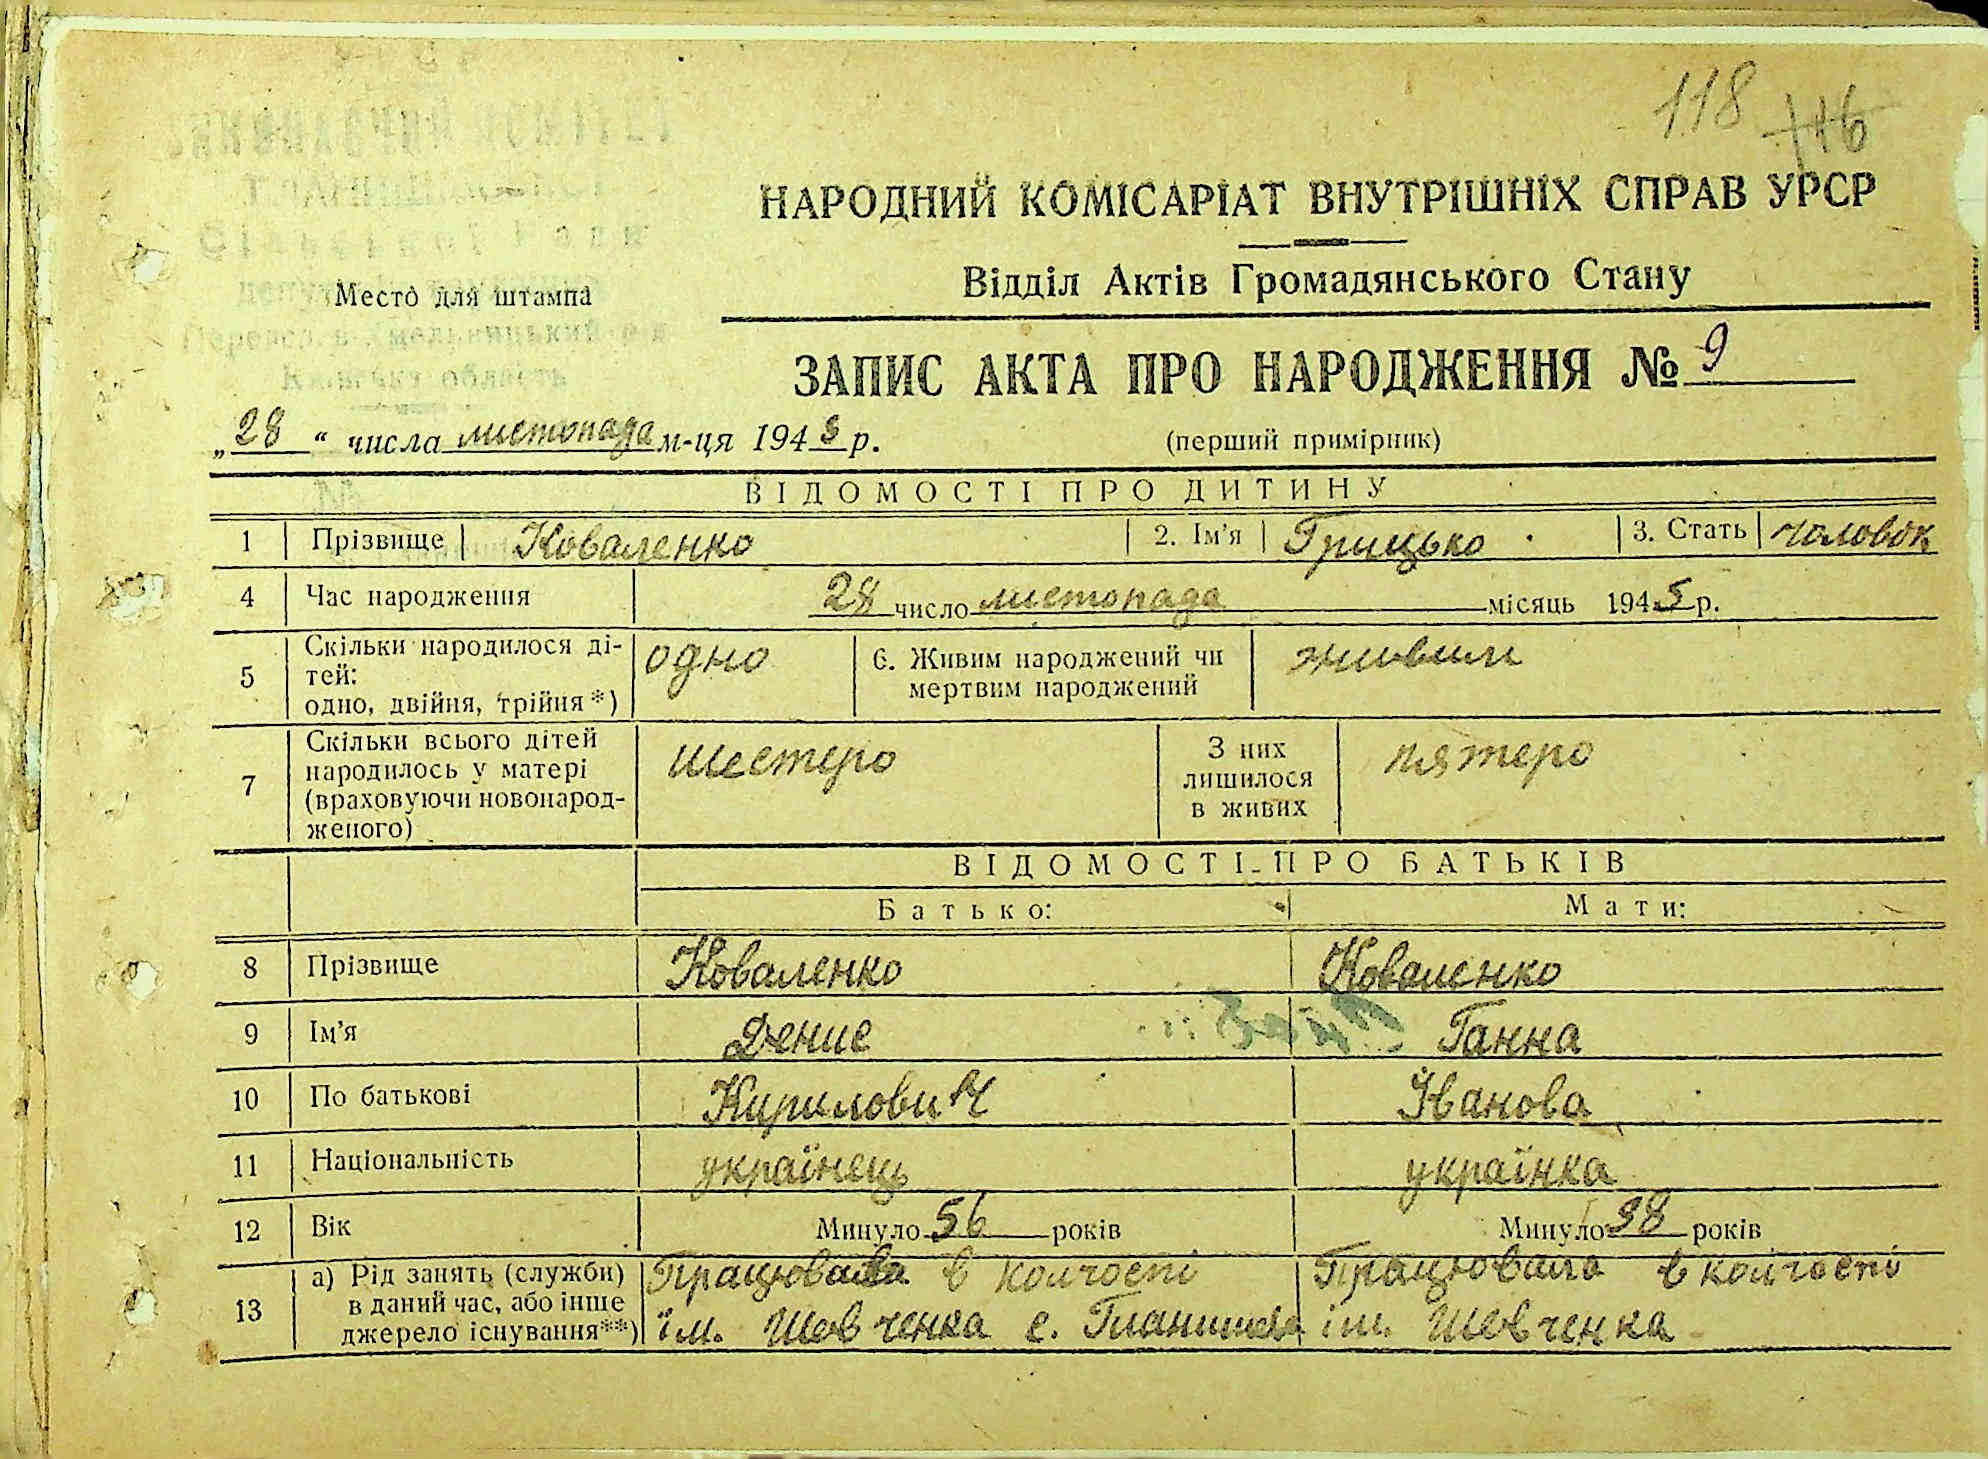 118 116
НАРОДНИЙ КОМІСАРІАТ ВНУТРІШНІХ СПРАВ УРСР
Відділ Актів Громадянського Стану
Место для штампа
ЗАПИС АКТА ПРО НАРОДЖЕННЯ № 9
„28“ числа листопада м-ця 1945 р. (перший примірник)
ВІДОМОСТІ ПРО ДИТИНУ
1 Прізвище Коваленко 2. Ім'я Грицько 3. Стать чоловік
4 Час народження 28 число листопада місяць 1945 р.
5 Скільки народилося ді-
тей:
одно, двійня, трійня*) одно 6. Живим народжений чи
мертвим народжений живим
7 Скільки всього дітей
народилось у матері
(враховуючи новонарод-
женого) шестеро З них
лишилося
в живих пятеро
ВІДОМОСТІ ПРО БАТЬКІВ
Батько: Мати:
8 Прізвище Коваленко Коваленко
9 Ім'я Денис Ганна
10 По батькові Кирилович Іванова
11 Національність українець українка
12 Вік Минуло 56 років Минуло 38 років
13 а) Рід занять (служби)
в даний час, або інше
джерело існування**) Працювала в колгоспі
ім. Шевченка с. Працювала в колгоспі
ім. Шевченка